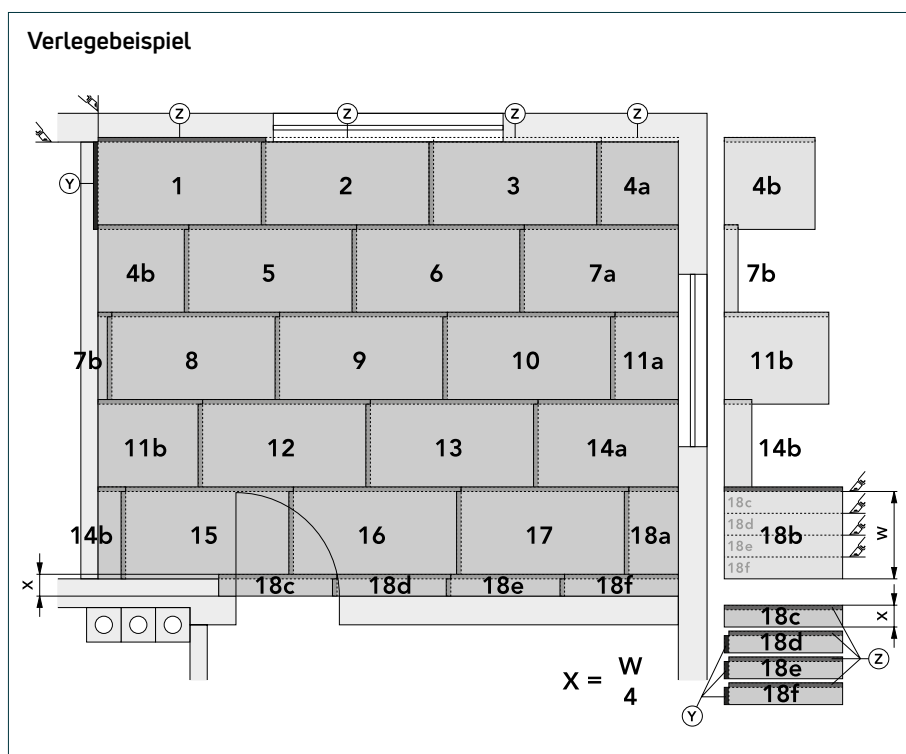 Verlegebeispiel
Z Z Z Z
Y 1 2 3 4a 4b
4b 5 6 7a 7b
7b 8 9 10 11a 11b
11b 12 13 14a 14b
14b 15 16 17 18a
18c
18d
18e
18f
18b W
X 18c 18d 18e 18f
18c X
18d
18e Z
18f
X = W
4
Y